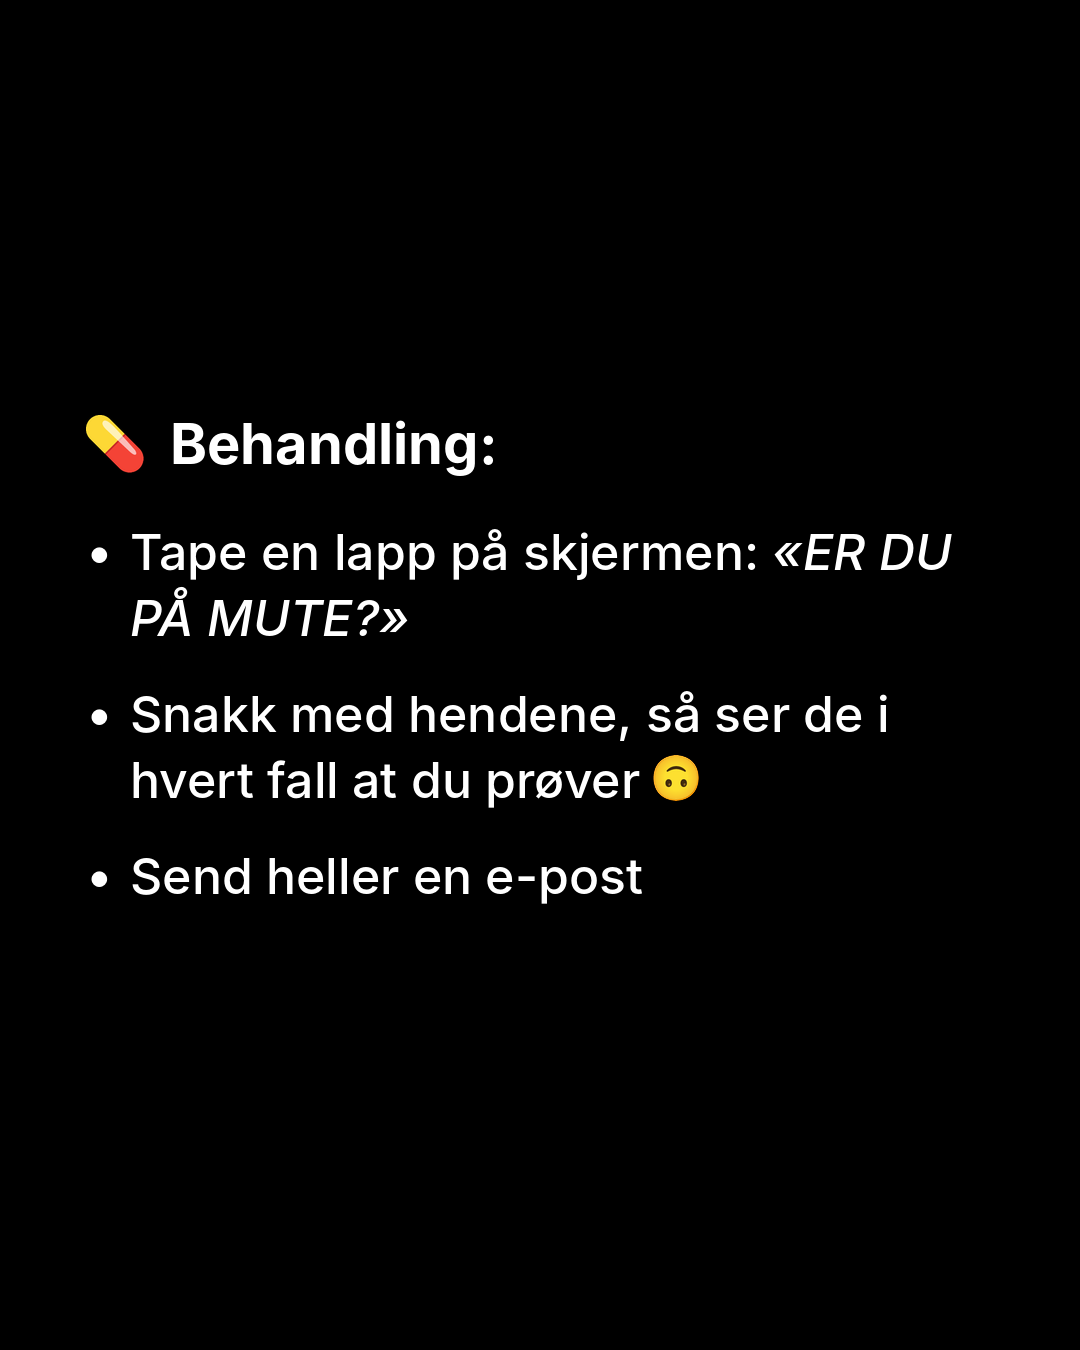 💊 Behandling:
• Tape en lapp på skjermen: «ER DU
PÅ MUTE?»
• Snakk med hendene, så ser de i
hvert fall at du prøver 🙃
• Send heller en e-post